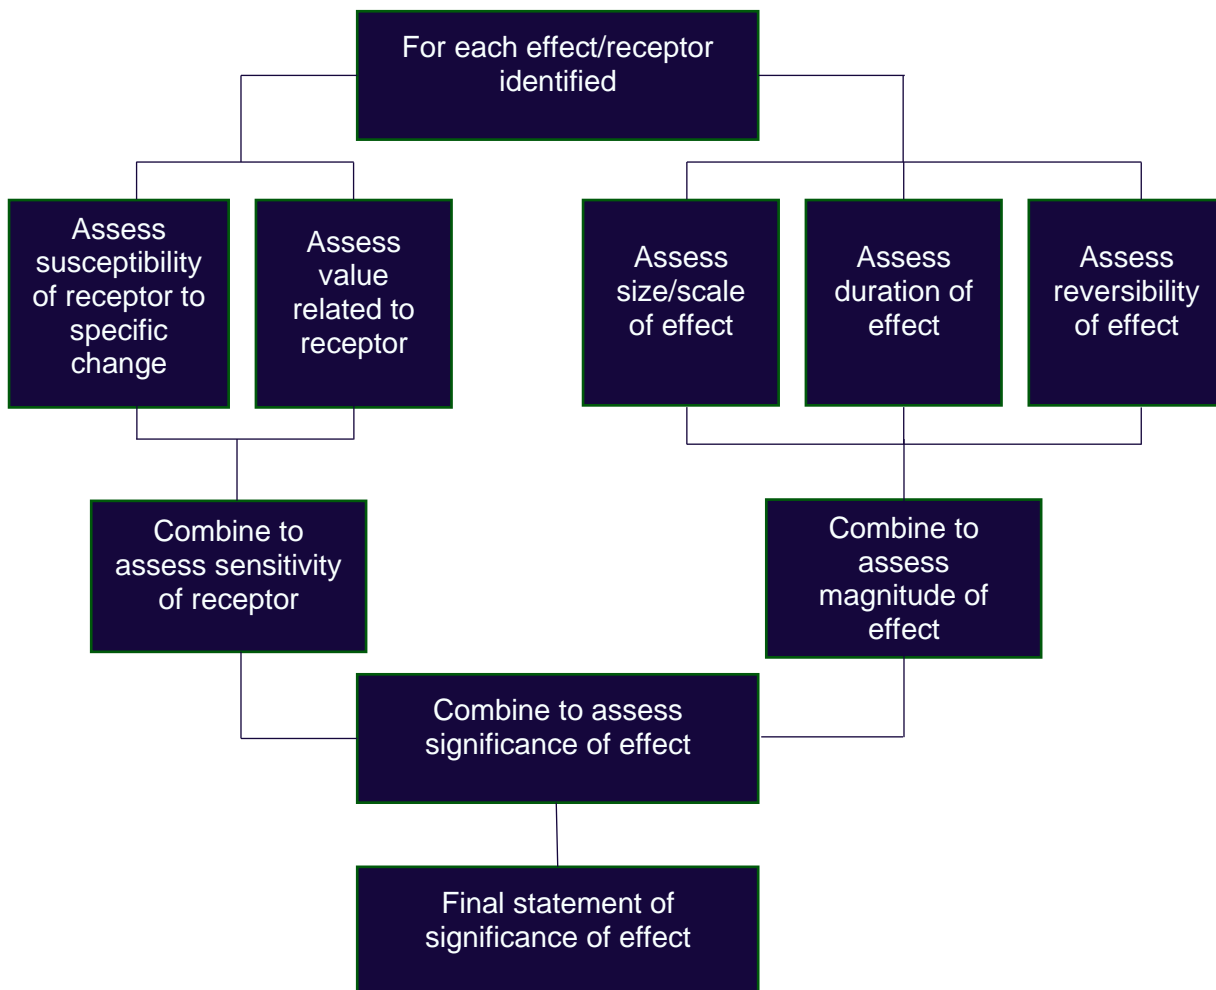 For each effect/receptor
identified
Assess
susceptibility
of receptor to
specific
change
Assess
value
related to
receptor
Assess
size/scale
of effect
Assess
duration of
effect
Assess
reversibility
of effect
Combine to
assess sensitivity
of receptor
Combine to
assess
magnitude of
effect
Combine to assess
significance of effect
Final statement of
significance of effect